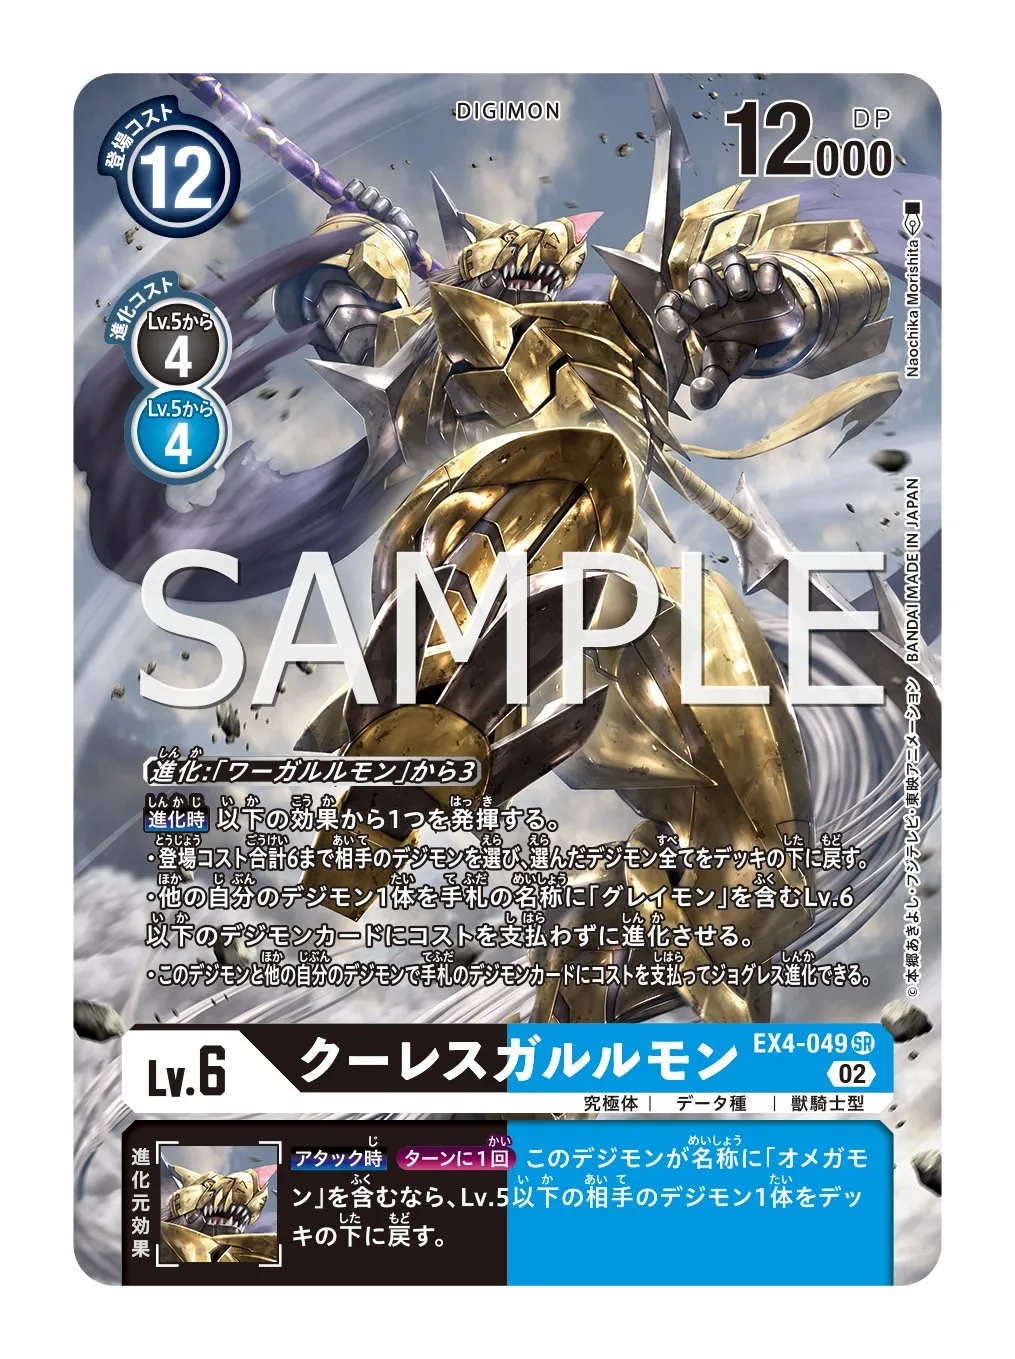 登場コスト
12
DIGIMON
12000
DP
進化コスト
Lv.5から
4
Lv.5から
4
Naochika Morishita
SAMPLE
©本郷あきよし・フジテレビ・東映アニメーション BANDAI MADE IN JAPAN
進化:「ワーガルルモン」から3
進化時 以下の効果から1つを発揮する。
・登場コスト合計6まで相手のデジモンを選び、選んだデジモン全てをデッキの下に戻す。
・他の自分のデジモン1体を手札の名称に「グレイモン」を含むLv.6
以下のデジモンカードにコストを支払わずに進化させる。
・このデジモンと他の自分のデジモンで手札のデジモンカードにコストを支払ってジョグレス進化できる。
Lv.6
クーレスガルルモン
EX4-049 SR
02
究極体 | データ種 | 獣騎士型
進化元効果
アタック時 ターンに1回 このデジモンが名称に「オメガモ
ン」を含むなら、Lv.5以下の相手のデジモン1体をデッ
キの下に戻す。